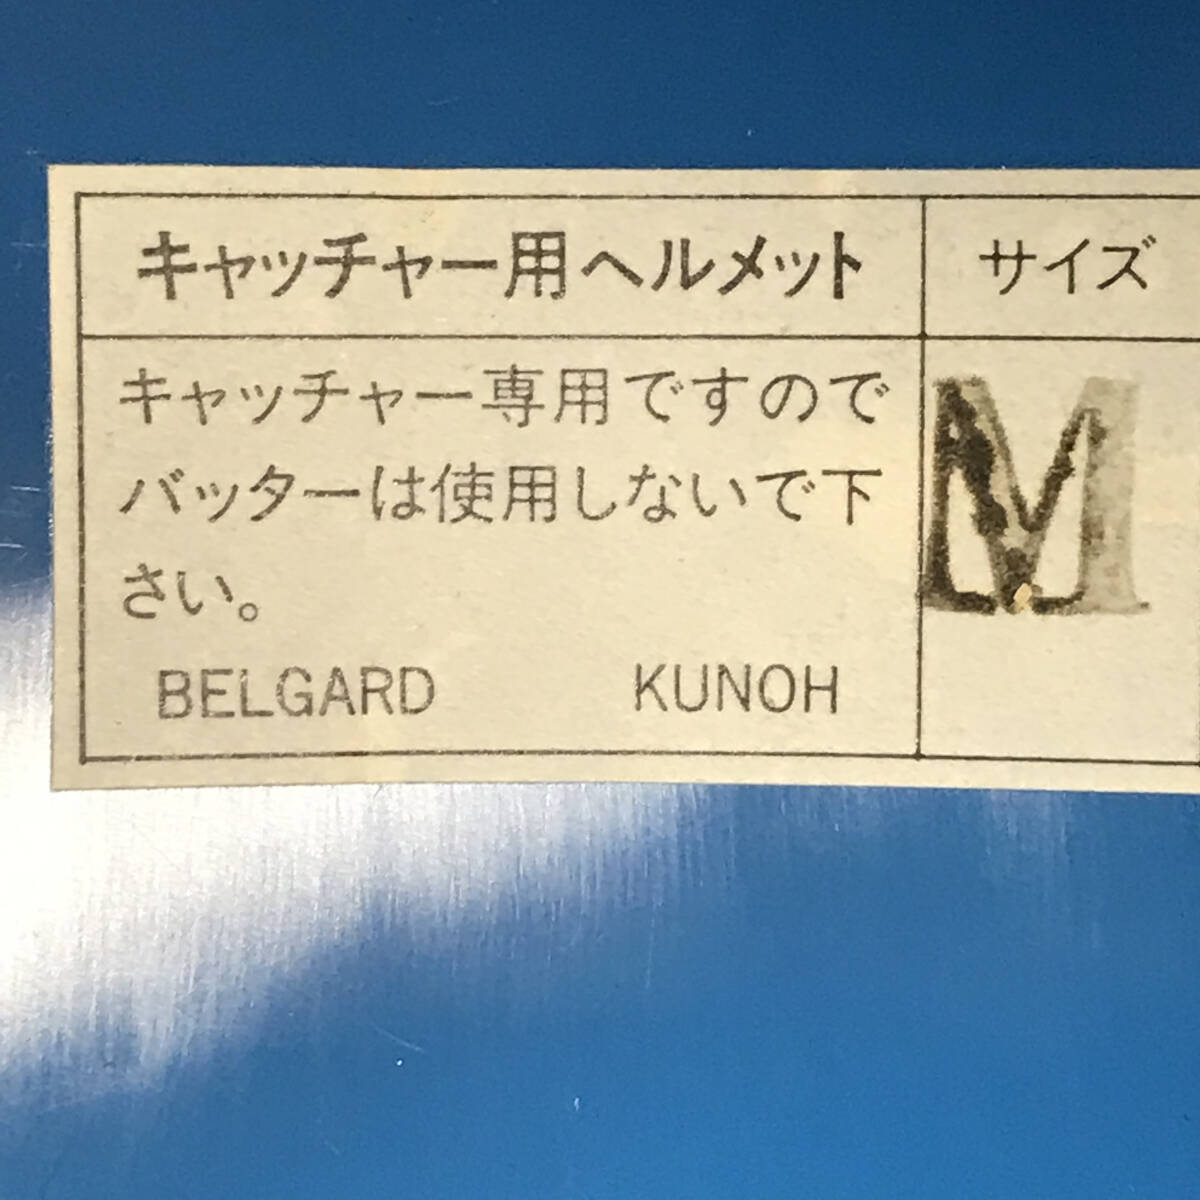 キャッチャー用ヘルメット
サイズ
キャッチャー専用ですので
バッターは使用しないで下
さい。
M
BELGARD KUNOH